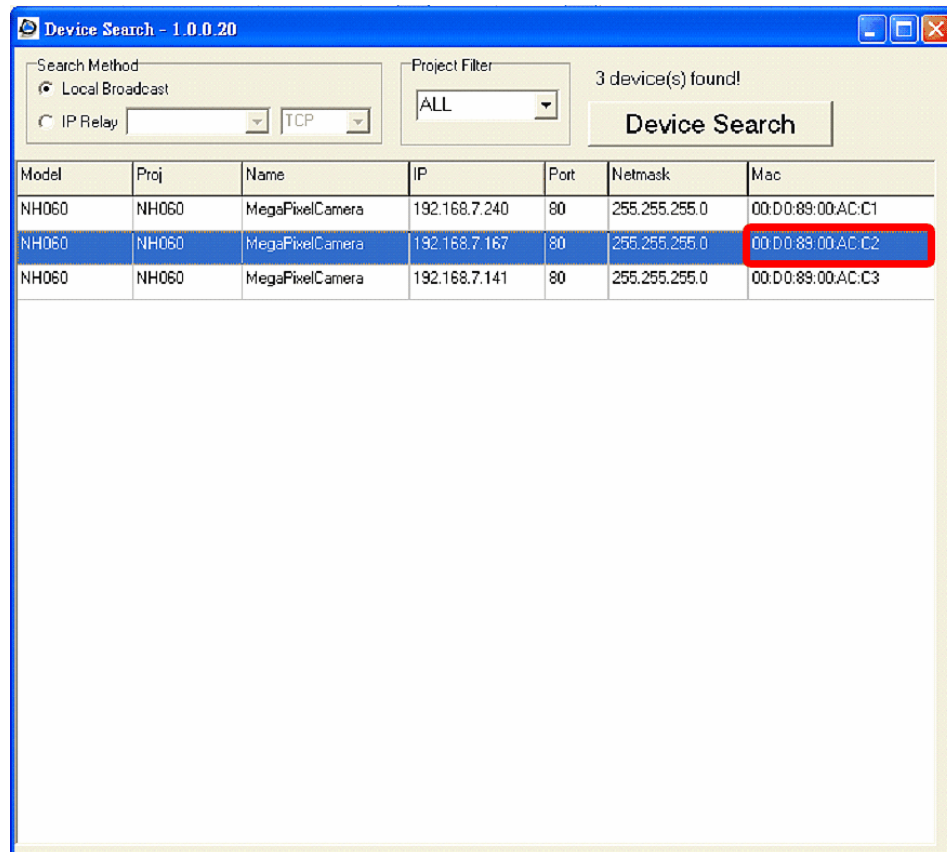 Device Search - 1.0.0.20
Search Method
Local Broadcast
IP Relay TCP
Project Filter
ALL
3 device(s) found!
Device Search
Model Proj Name IP Port Netmask Mac
NH060 NH060 MegaPixelCamera 192.168.7.240 80 255.255.255.0 00:D0:89:00:AC:C1
NH060 NH060 MegaPixelCamera 192.168.7.167 80 255.255.255.0 00:D0:89:00:AC:C2
NH060 NH060 MegaPixelCamera 192.168.7.141 80 255.255.255.0 00:D0:89:00:AC:C3